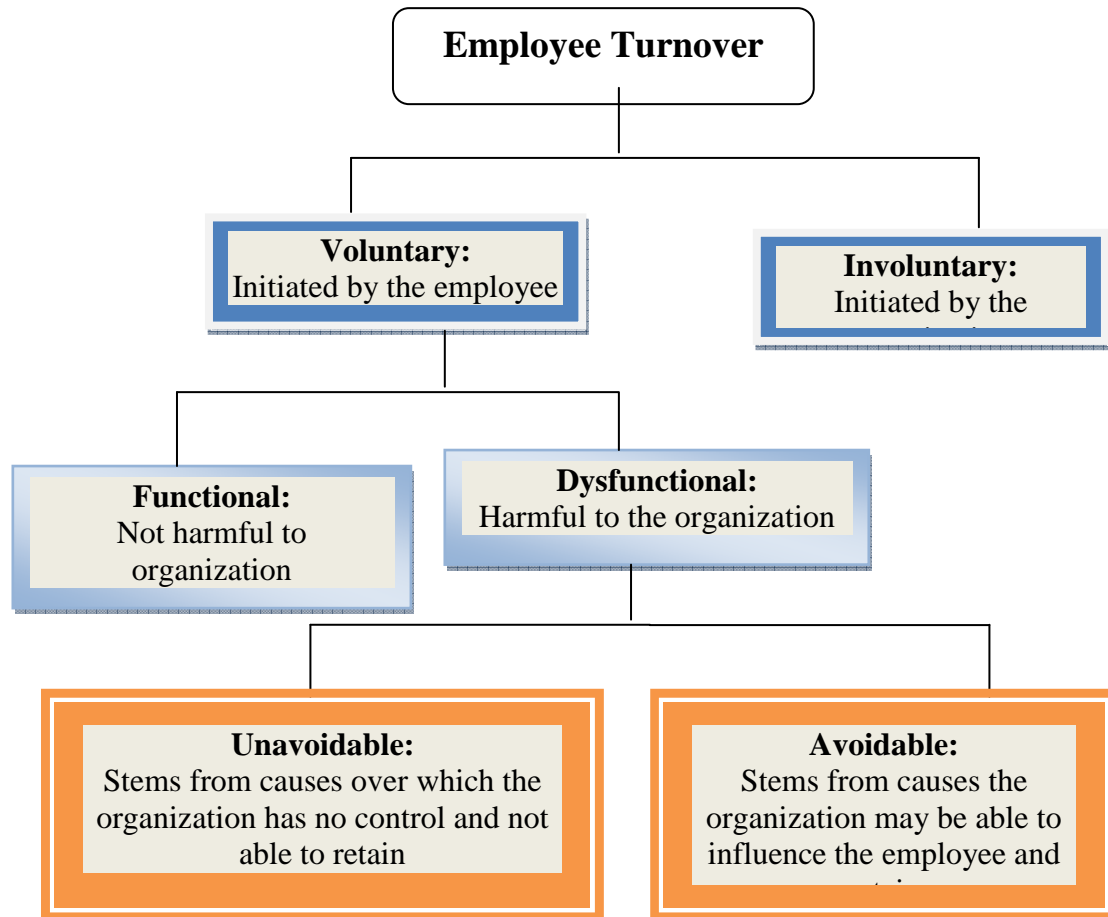 Employee Turnover
Voluntary:
Initiated by the employee
Involuntary:
Initiated by the
Functional:
Not harmful to
organization
Dysfunctional:
Harmful to the organization
Unavoidable:
Stems from causes over which the
organization has no control and not
able to retain
Avoidable:
Stems from causes the
organization may be able to
influence the employee and